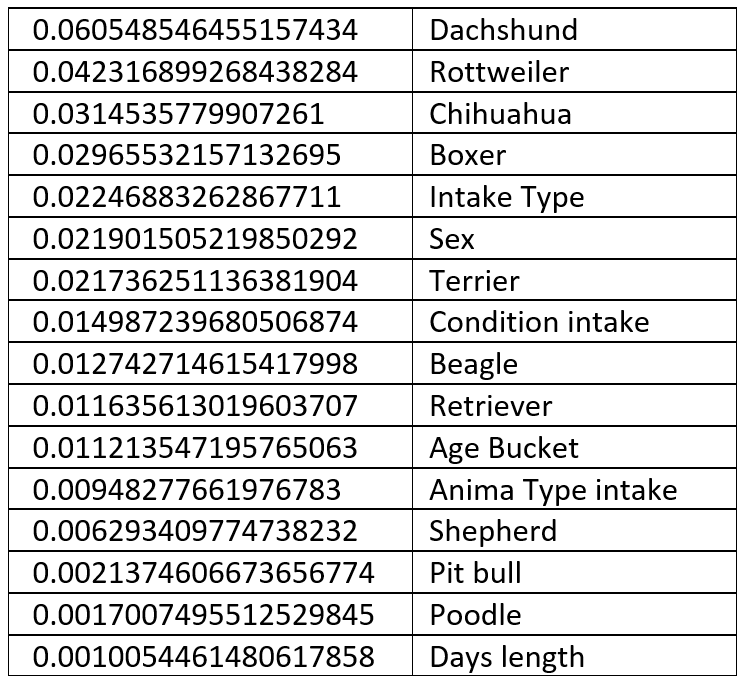 0.060548546455157434 Dachshund
0.042316899268438284 Rottweiler
0.0314535779907261 Chihuahua
0.02965532157132695 Boxer
0.02246883262867711 Intake Type
0.021901505219850292 Sex
0.021736251136381904 Terrier
0.014987239680506874 Condition intake
0.012742714615417998 Beagle
0.011635613019603707 Retriever
0.011213547195765063 Age Bucket
0.00948277661976783 Anima Type intake
0.006293409774738232 Shepherd
0.0021374606673656774 Pit bull
0.0017007495512529845 Poodle
0.0010054461480617858 Days length